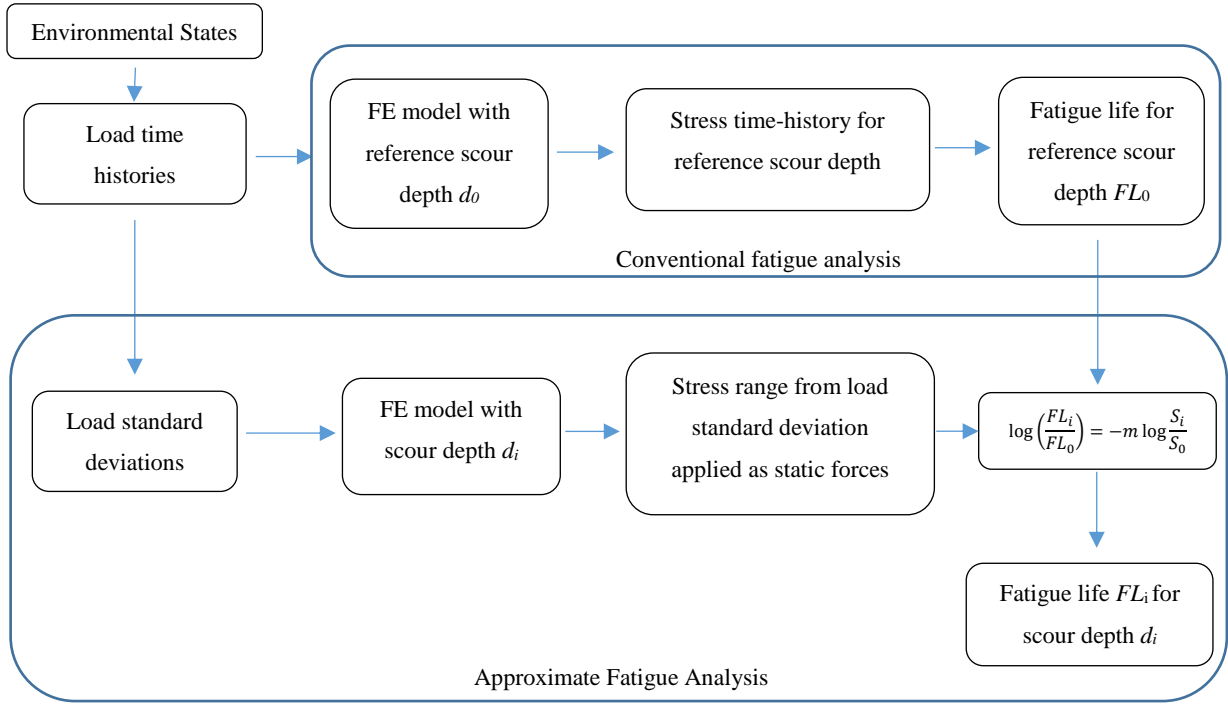 Environmental States
Load time
histories
FE model with
reference scour
depth d₀
Stress time-history for
reference scour depth
Fatigue life for
reference scour
depth FL₀
Conventional fatigue analysis
Load standard
deviations
FE model with
scour depth dᵢ
Stress range from load
standard deviation
applied as static forces
log(FLᵢ/FL₀) = −m log Sᵢ/S₀
Fatigue life FLᵢ for
scour depth dᵢ
Approximate Fatigue Analysis